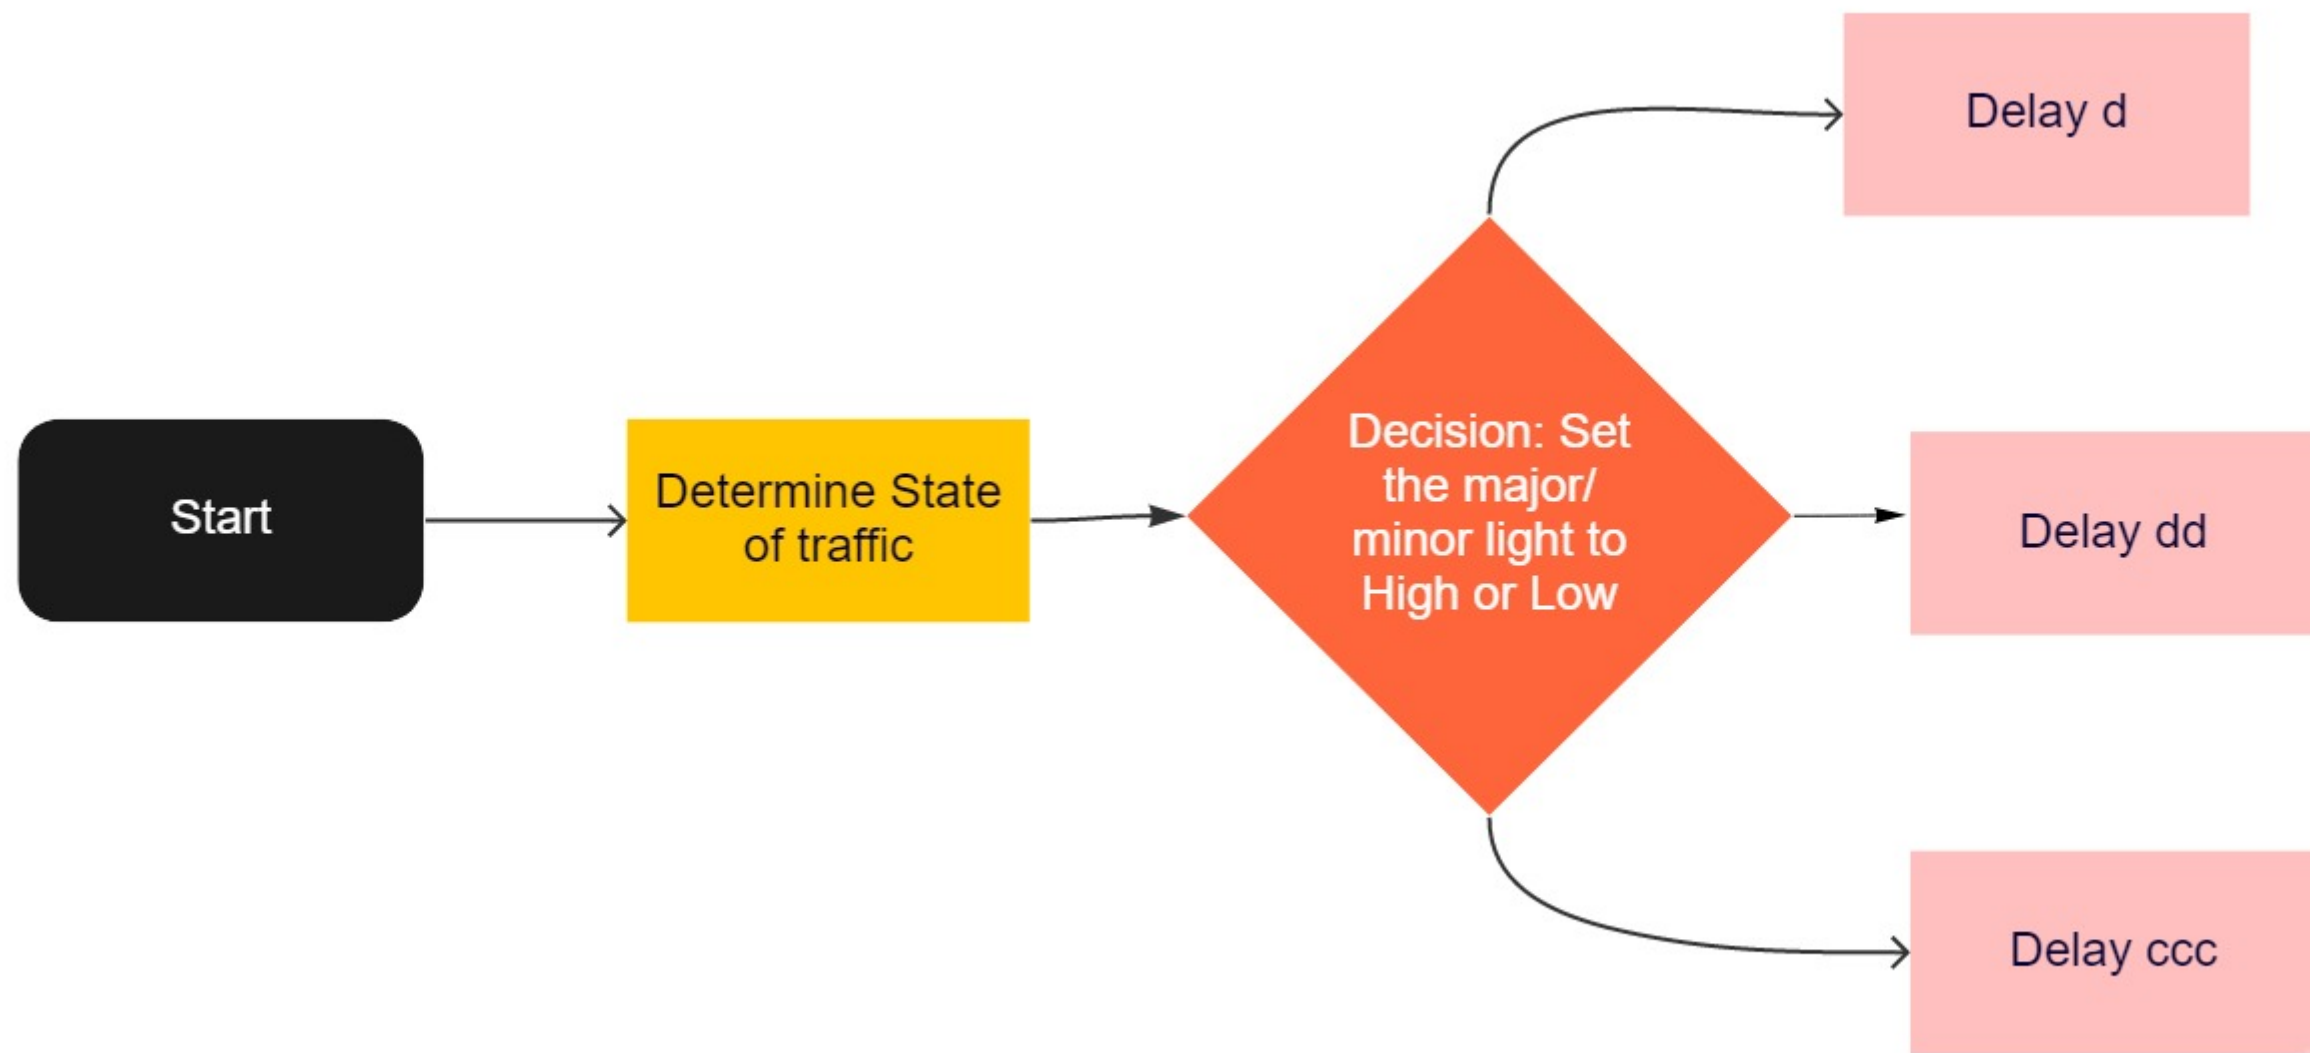 Delay d
Start
Determine State
of traffic
Decision: Set
the major/
minor light to
High or Low
Delay dd
Delay ccc